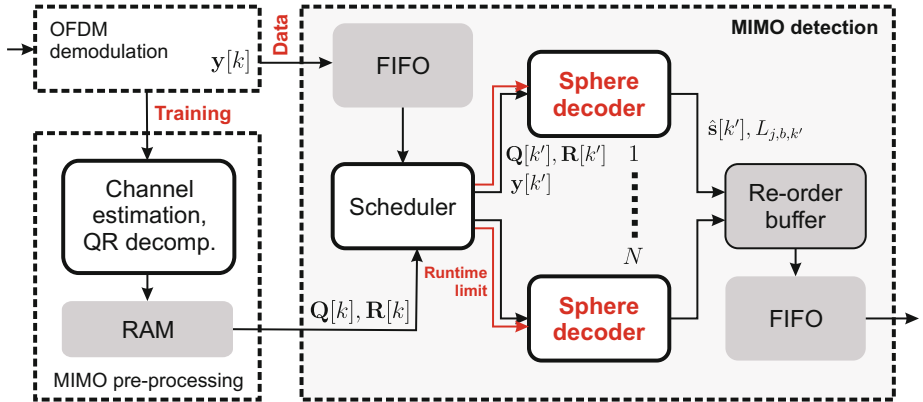 OFDM
demodulation
y[k]
Data
MIMO detection
FIFO
Sphere
decoder
Training
ŝ[k′], L_{j,b,k′}
Q[k′], R[k′]
1
y[k′]
Channel
estimation,
QR decomp.
Scheduler
Re-order
buffer
N
Runtime
limit
Sphere
decoder
Q[k], R[k]
RAM
FIFO
MIMO pre-processing